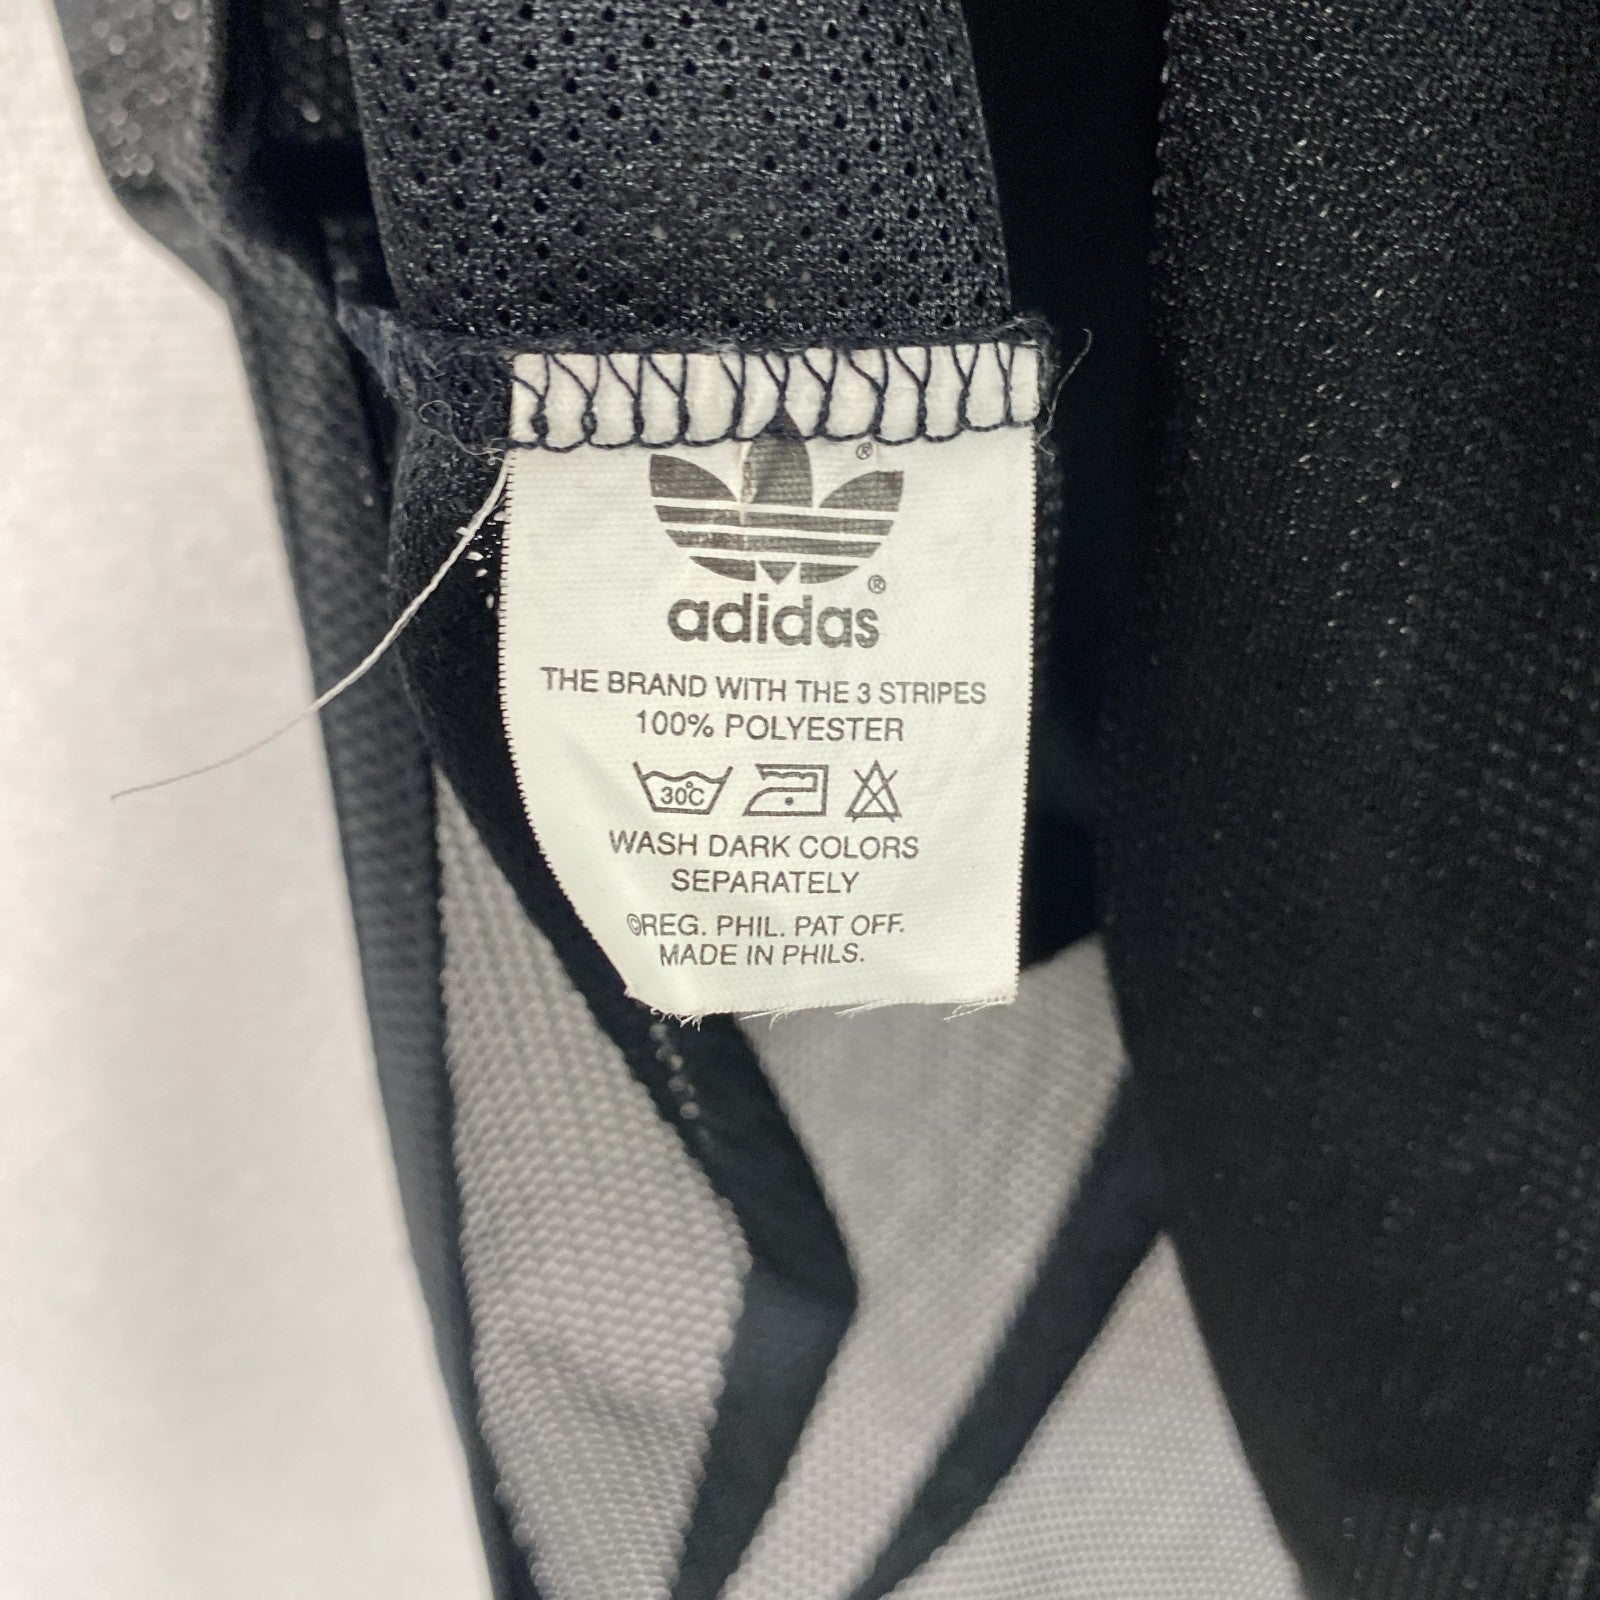 ®
®
adidas
THE BRAND WITH THE 3 STRIPES
100% POLYESTER
30°C
WASH DARK COLORS
SEPARATELY
©REG. PHIL. PAT OFF.
MADE IN PHILS.